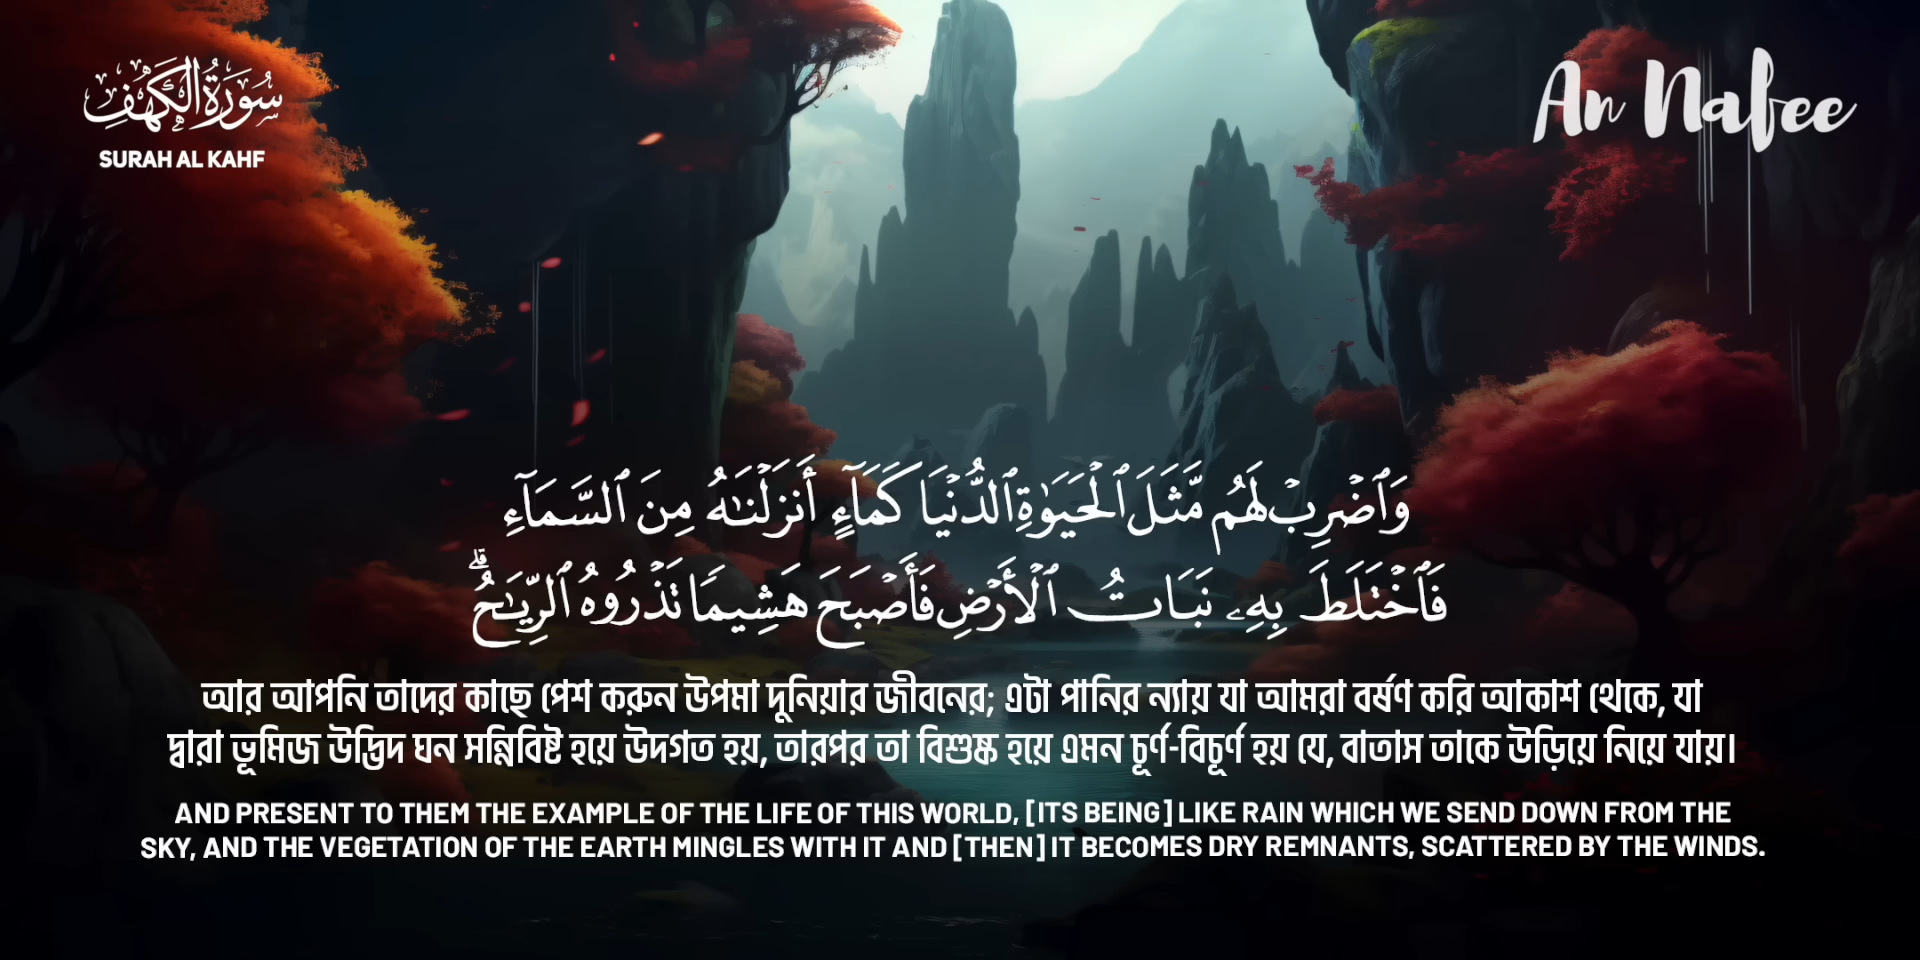 سُورَةُ الكَهْفِ
SURAH AL KAHF
An Nafee
وَٱضْرِبْ لَهُم مَّثَلَ ٱلْحَيَوٰةِ ٱلدُّنْيَا كَمَآءٍ أَنزَلْنَـٰهُ مِنَ ٱلسَّمَآءِ
فَٱخْتَلَطَ بِهِۦ نَبَاتُ ٱلْأَرْضِ فَأَصْبَحَ هَشِيمًا تَذْرُوهُ ٱلرِّيَـٰحُ ۗ
আর আপনি তাদের কাছে পেশ করুন উপমা দুনিয়ার জীবনের; এটা পানির ন্যায় যা আমরা বর্ষণ করি আকাশ থেকে, যা
দ্বারা ভূমিজ উদ্ভিদ ঘন সন্নিবিষ্ট হয়ে উদগত হয়, তারপর তা বিশুষ্ক হয়ে এমন চূর্ণ-বিচূর্ণ হয় যে, বাতাস তাকে উড়িয়ে নিয়ে যায়।
AND PRESENT TO THEM THE EXAMPLE OF THE LIFE OF THIS WORLD, [ITS BEING] LIKE RAIN WHICH WE SEND DOWN FROM THE
SKY, AND THE VEGETATION OF THE EARTH MINGLES WITH IT AND [THEN] IT BECOMES DRY REMNANTS, SCATTERED BY THE WINDS.